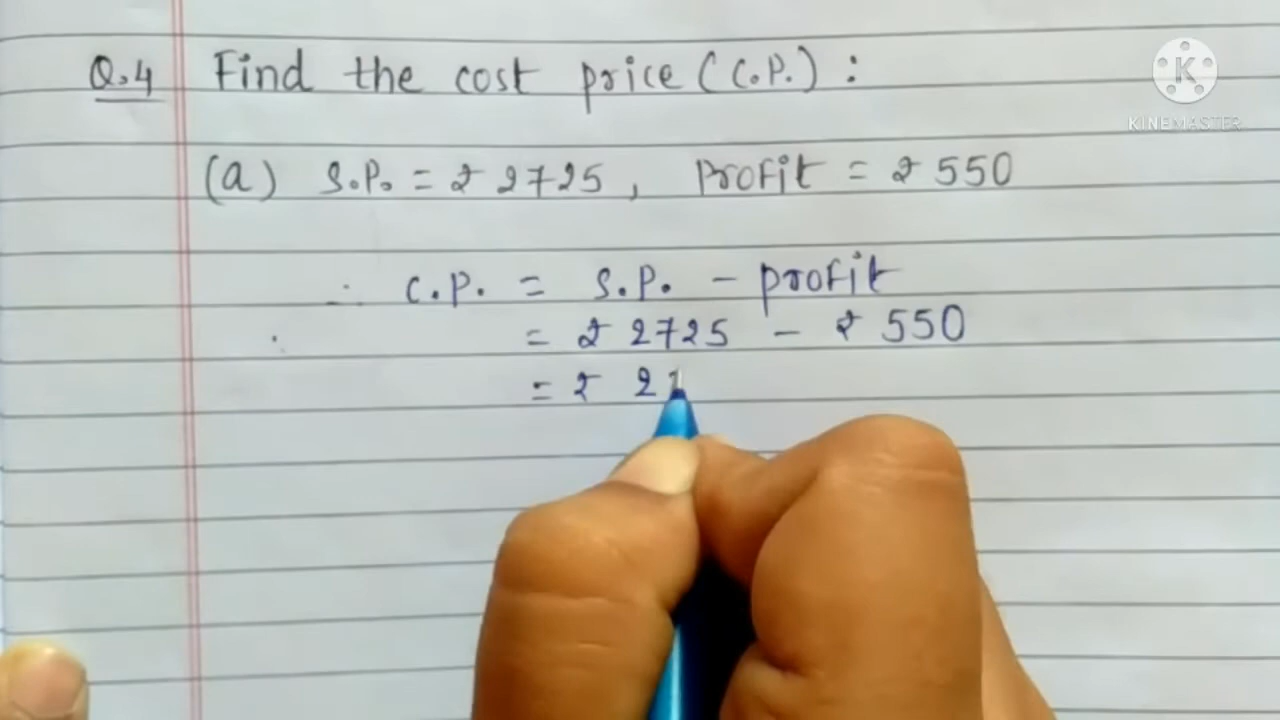 Q.4 Find the cost price (C.P.) :
KINEMASTER
(a) S.P. = ₹ 2725, Profit = ₹ 550
∴ C.P. = S.P. - profit
= ₹ 2725 - ₹ 550
= ₹ 21